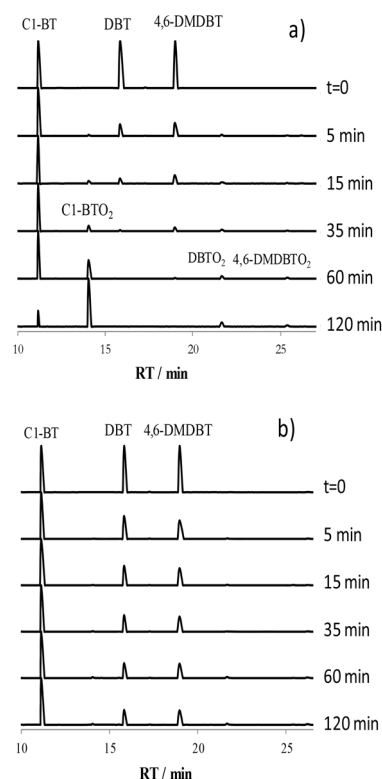 a)
C1-BT DBT 4,6-DMDBT
t=0
5 min
15 min
C1-BTO₂
35 min
DBTO₂ 4,6-DMDBTO₂
60 min
120 min
10 15 20 25
RT / min
b)
C1-BT DBT 4,6-DMDBT
t=0
5 min
15 min
35 min
60 min
120 min
10 15 20 25
RT / min